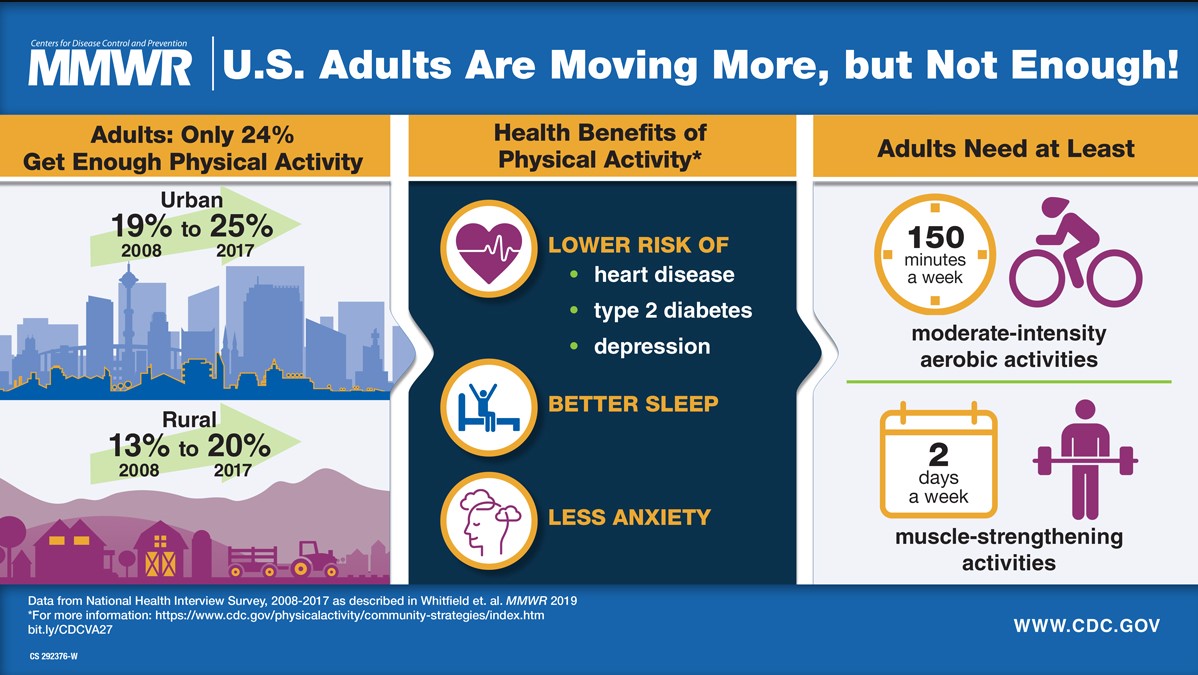 Centers for Disease Control and Prevention
MMWR
U.S. Adults Are Moving More, but Not Enough!
Adults: Only 24%
Get Enough Physical Activity
Urban
19% to 25%
2008 2017
Rural
13% to 20%
2008 2017
Health Benefits of
Physical Activity*
LOWER RISK OF
• heart disease
• type 2 diabetes
• depression
BETTER SLEEP
LESS ANXIETY
Adults Need at Least
150
minutes
a week
moderate-intensity
aerobic activities
2
days
a week
muscle-strengthening
activities
Data from National Health Interview Survey, 2008-2017 as described in Whitfield et. al. MMWR 2019
*For more information: https://www.cdc.gov/physicalactivity/community-strategies/index.htm
bit.ly/CDCVA27
CS 292376-W
WWW.CDC.GOV